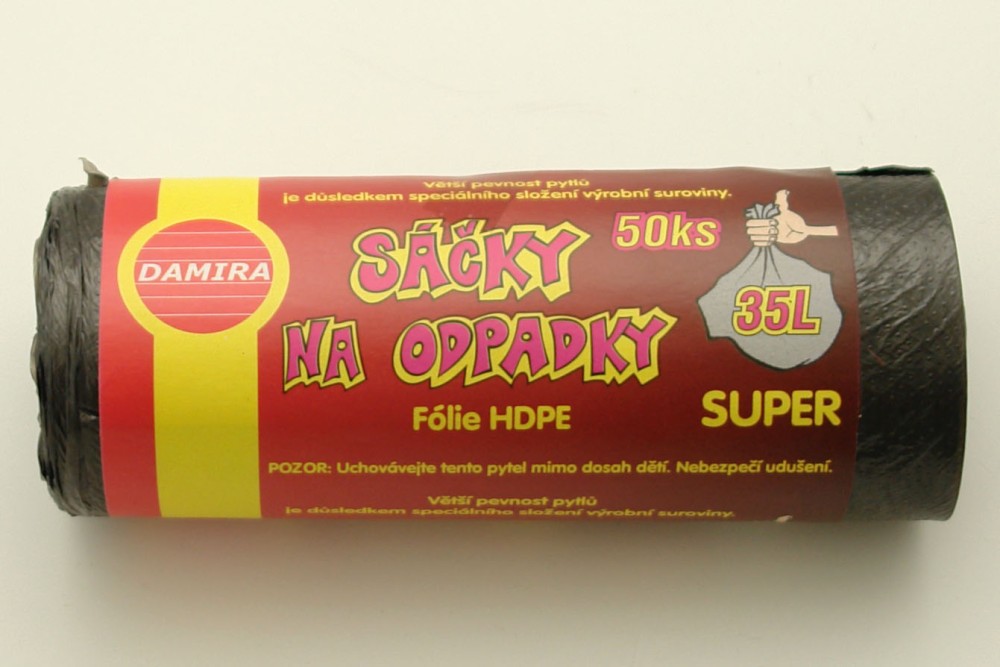 Větší pevnost pytlů
je důsledkem speciálního složení výrobní suroviny.
DAMIRA
SÁČKY
50ks
NA ODPADKY
35L
Fólie HDPE
SUPER
POZOR: Uchovávejte tento pytel mimo dosah dětí. Nebezpečí udušení.
Větší pevnost pytlů
je důsledkem speciálního složení výrobní suroviny.